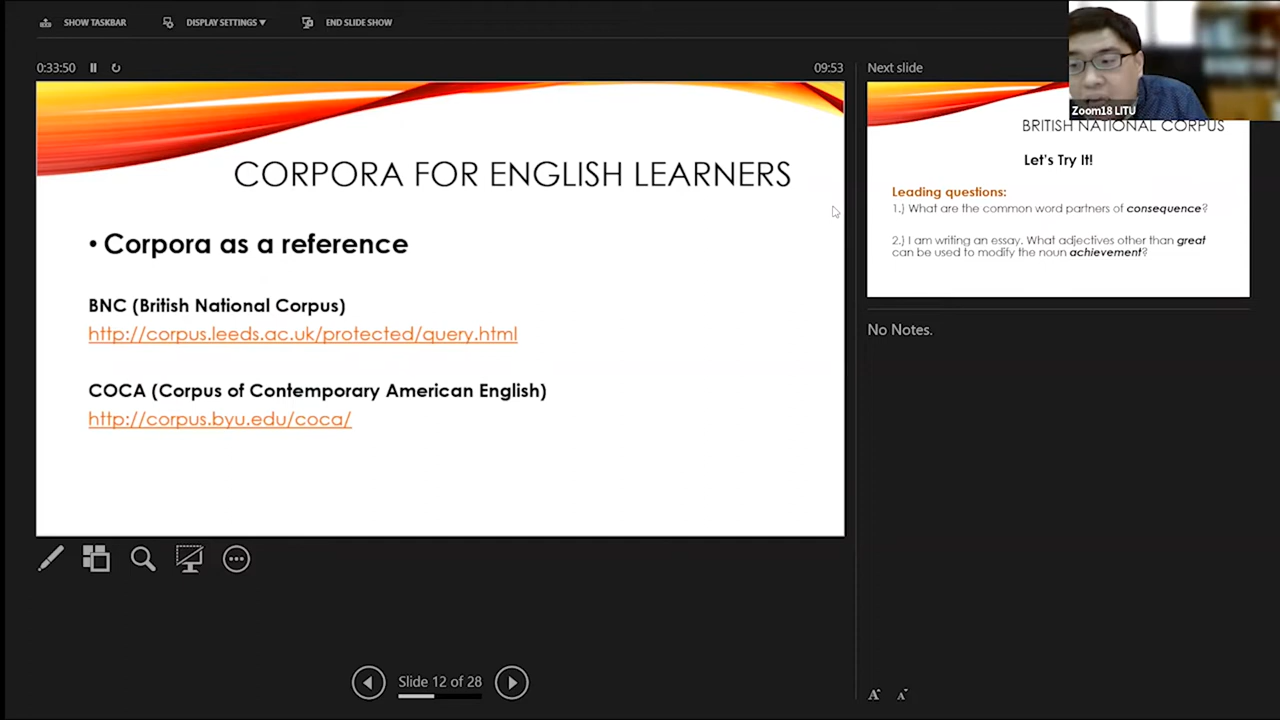 SHOW TASKBAR
DISPLAY SETTINGS ▼
END SLIDE SHOW
0:33:50
09:53
CORPORA FOR ENGLISH LEARNERS
• Corpora as a reference
BNC (British National Corpus)
http://corpus.leeds.ac.uk/protected/query.html
COCA (Corpus of Contemporary American English)
http://corpus.byu.edu/coca/
Slide 12 of 28
Next slide
Zoom18 LITU
BRITISH NATIONAL CORPUS
Let's Try It!
Leading questions:
1.) What are the common word partners of consequence?
2.) I am writing an essay. What adjectives other than great
can be used to modify the noun achievement?
No Notes.
A A